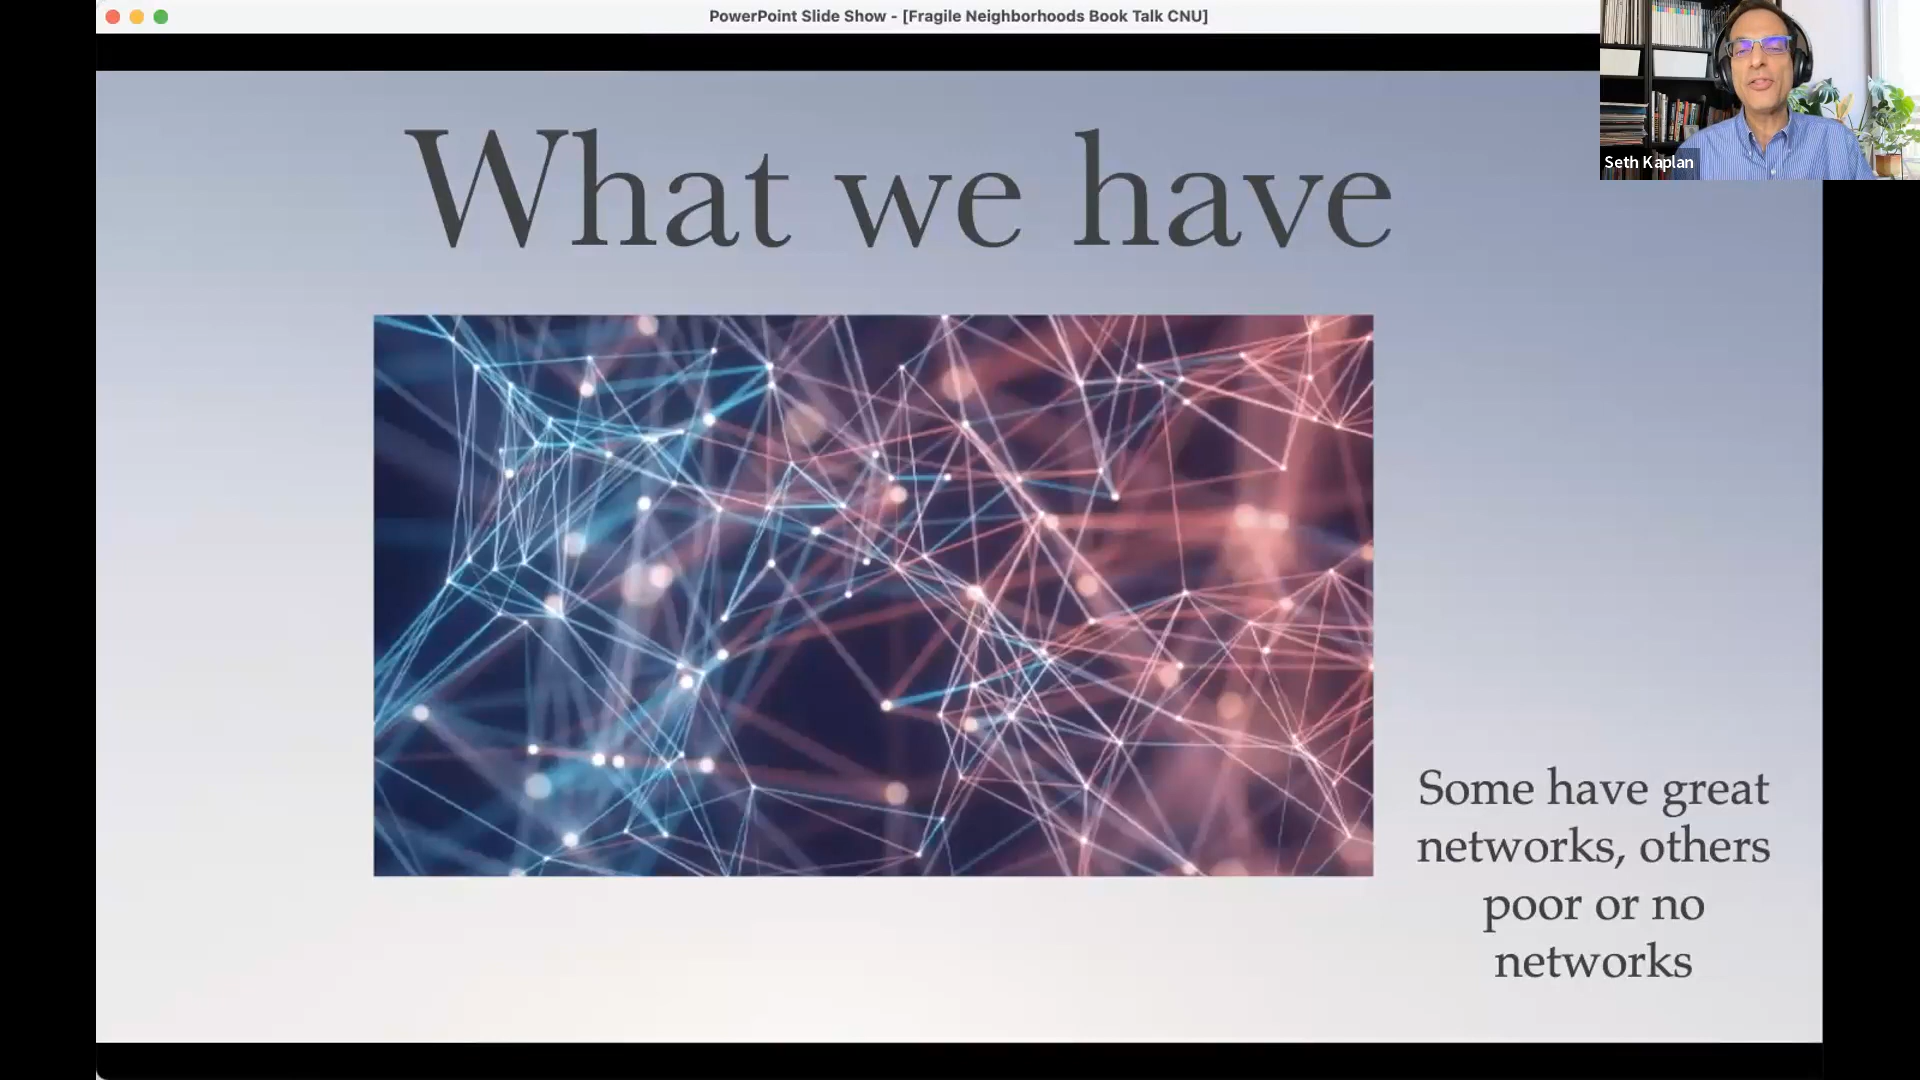 PowerPoint Slide Show - [Fragile Neighborhoods Book Talk CNU]
Seth Kaplan
What we have
Some have great
networks, others
poor or no
networks